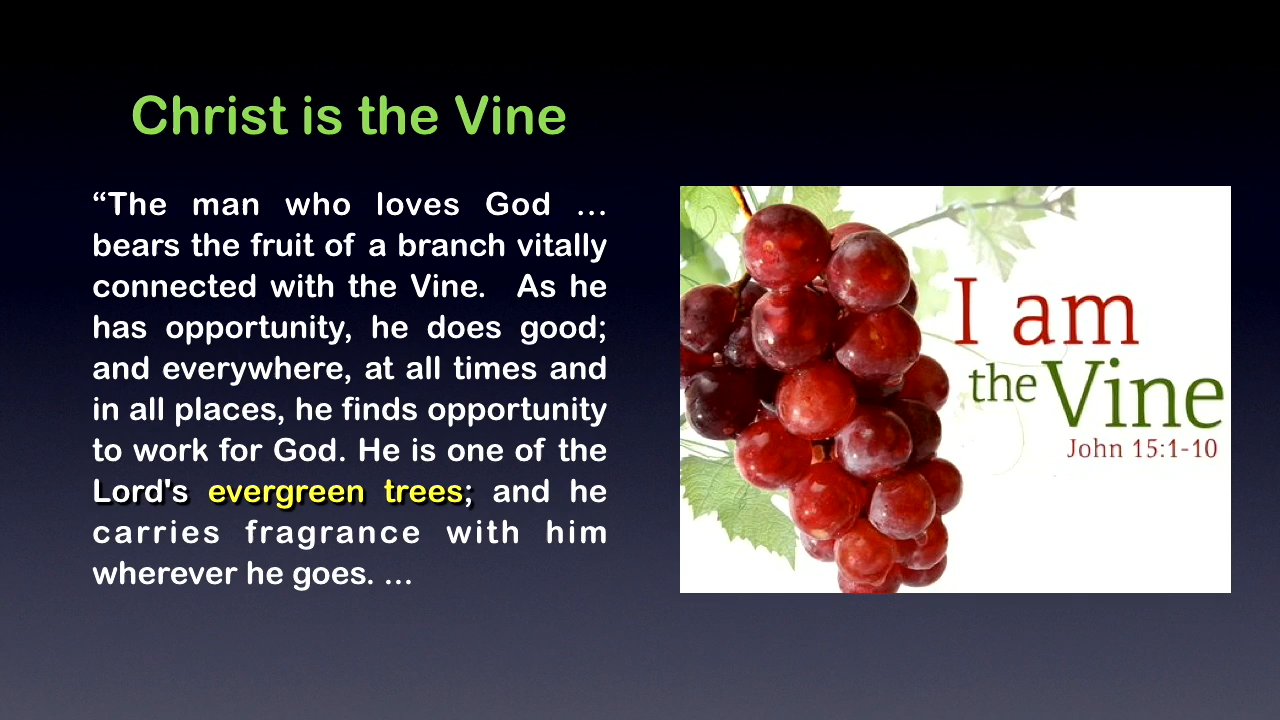 Christ is the Vine
“The man who loves God …
bears the fruit of a branch vitally
connected with the Vine. As he
has opportunity, he does good;
and everywhere, at all times and
in all places, he finds opportunity
to work for God. He is one of the
Lord's evergreen trees; and he
carries fragrance with him
wherever he goes. …
I am
the Vine
John 15:1-10